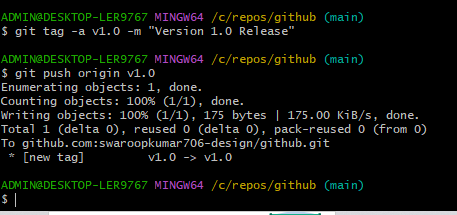 ADMIN@DESKTOP-LER9767 MINGW64 /c/repos/github (main)
$ git tag -a v1.0 -m "Version 1.0 Release"
ADMIN@DESKTOP-LER9767 MINGW64 /c/repos/github (main)
$ git push origin v1.0
Enumerating objects: 1, done.
Counting objects: 100% (1/1), done.
Writing objects: 100% (1/1), 175 bytes | 175.00 KiB/s, done.
Total 1 (delta 0), reused 0 (delta 0), pack-reused 0 (from 0)
To github.com:swaroopkumar706-design/github.git
 * [new tag]         v1.0 -> v1.0
ADMIN@DESKTOP-LER9767 MINGW64 /c/repos/github (main)
$